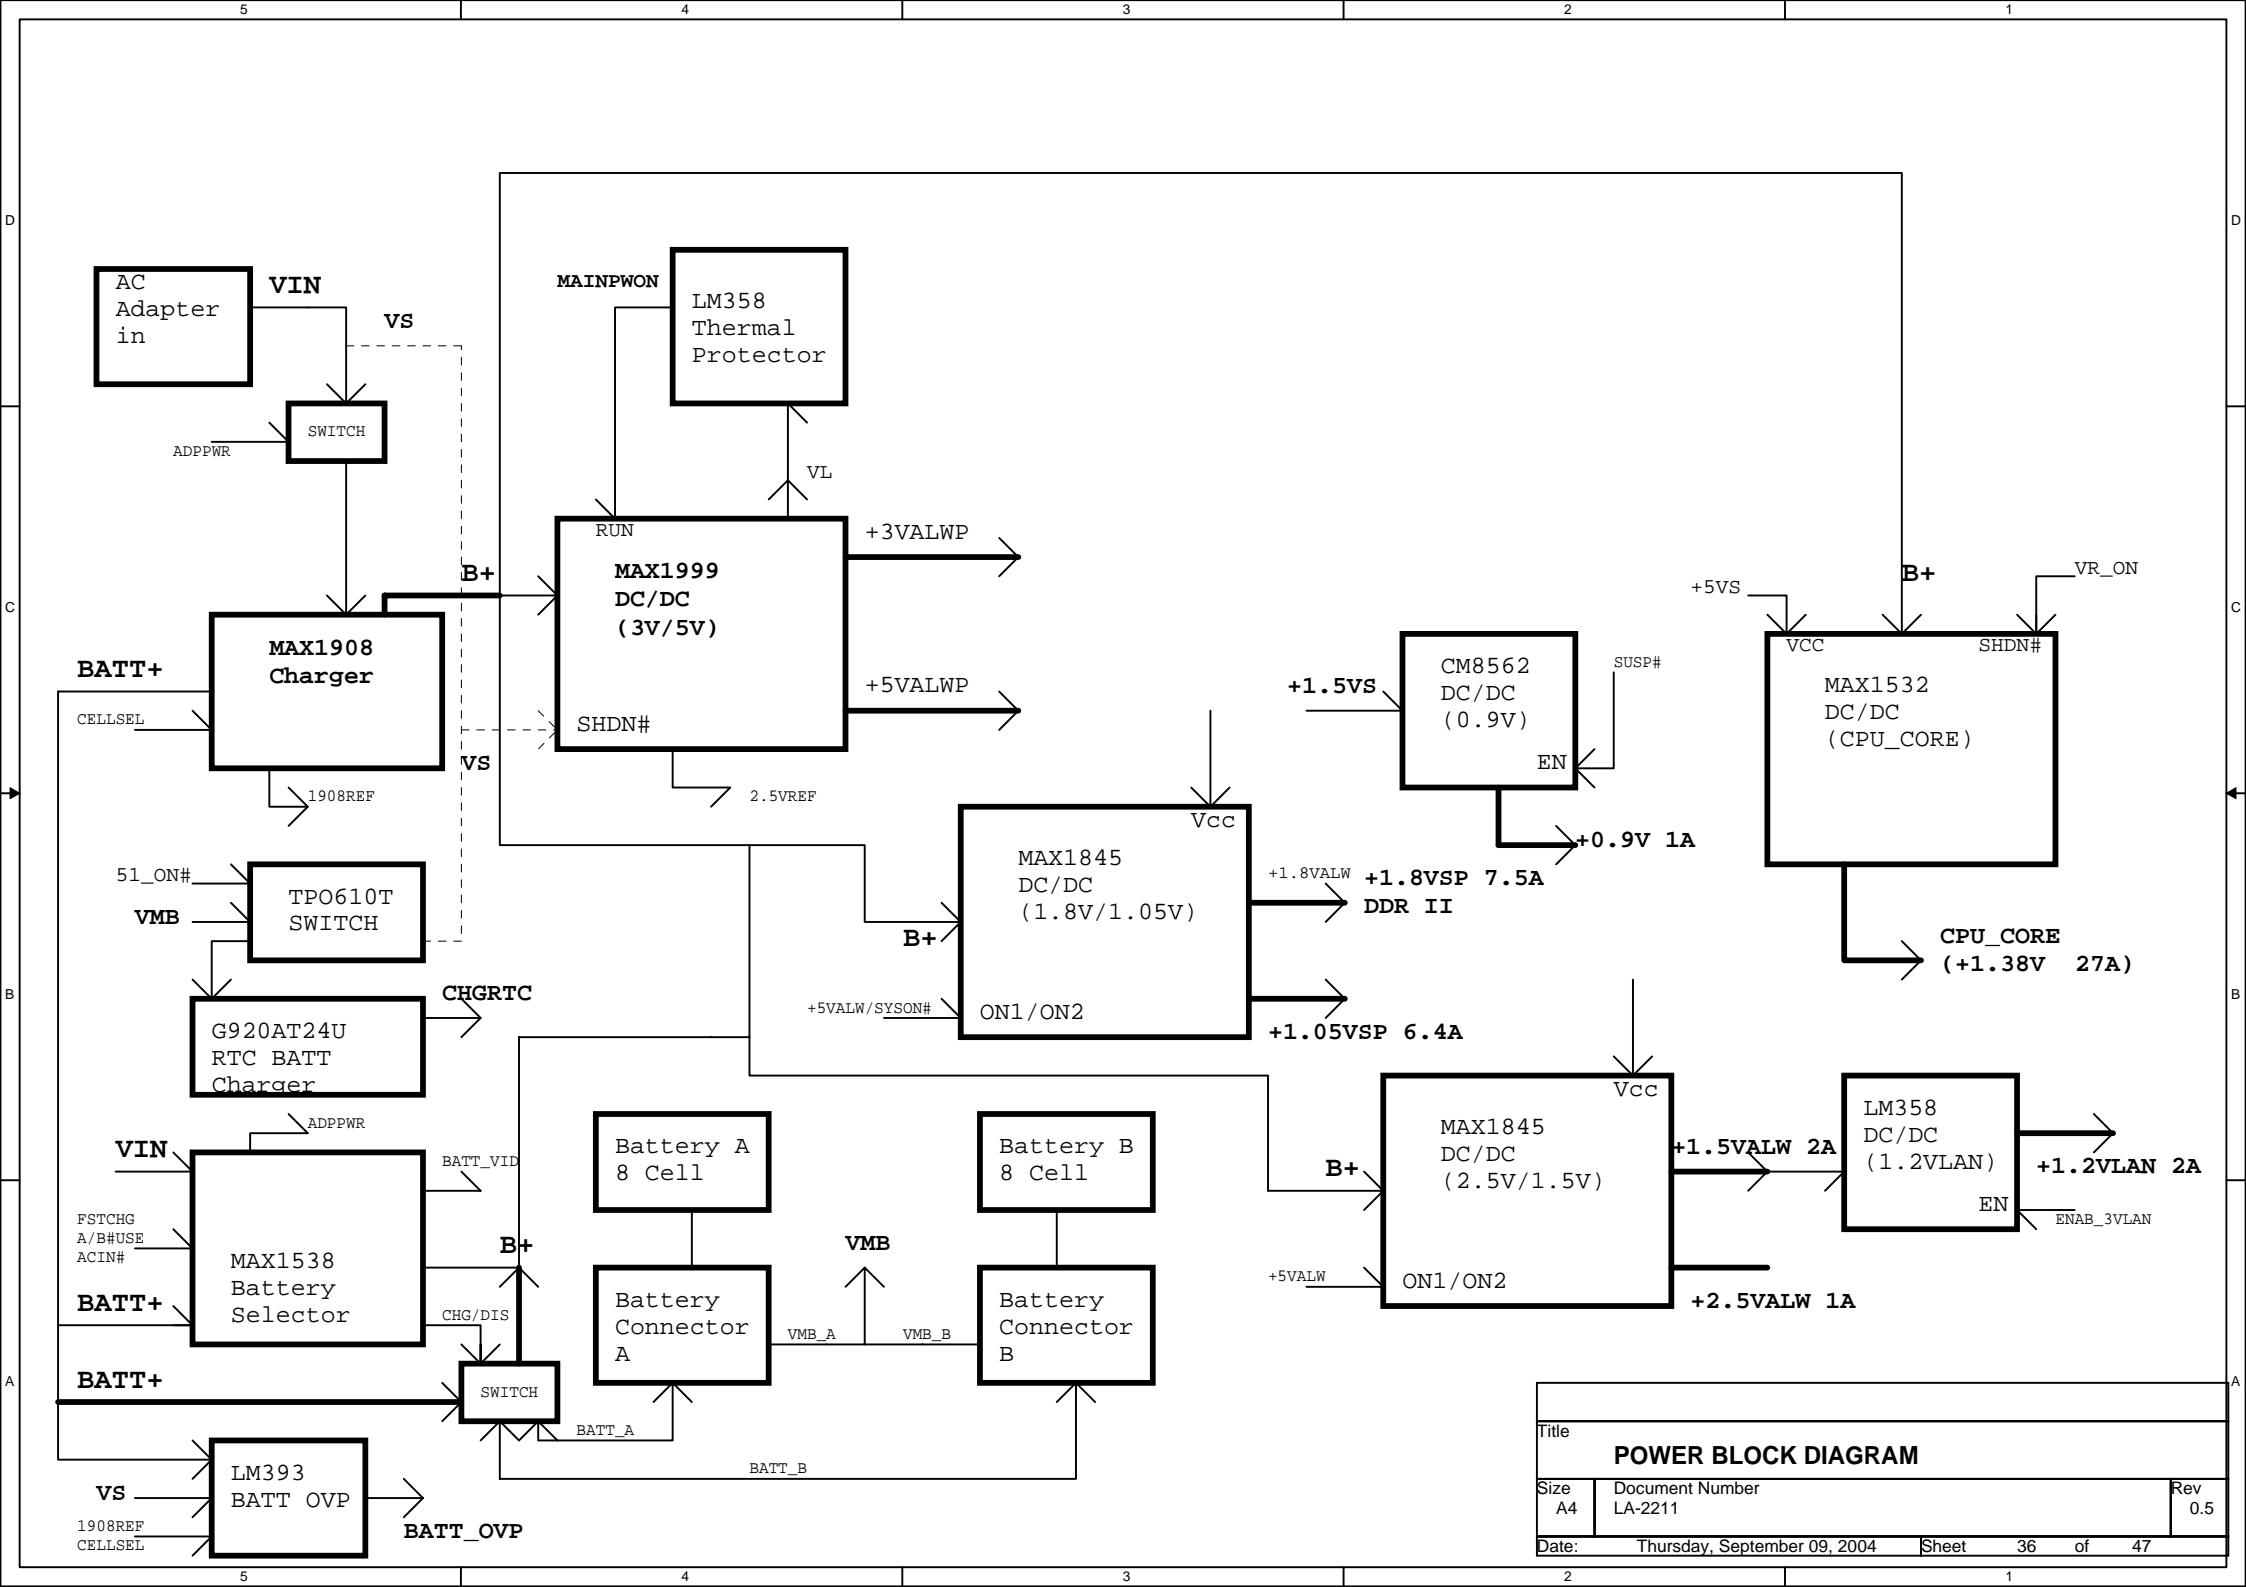 5 4 3 2 1
D D
C C
B B
A A
AC
Adapter
in
VIN
VS
SWITCH
ADPPWR
MAINPWON
LM358
Thermal
Protector
VL
RUN
MAX1999
DC/DC
(3V/5V)
SHDN#
+3VALWP
+5VALWP
2.5VREF
B+
VS
MAX1908
Charger
BATT+
CELLSEL
1908REF
51_ON#
VMB
TPO610T
SWITCH
G920AT24U
RTC BATT
Charger
CHGRTC
ADPPWR
VIN
BATT_VID
FSTCHG
A/B#USE
ACIN#
MAX1538
Battery
Selector
BATT+
B+
CHG/DIS
BATT+
SWITCH
LM393
BATT OVP
VS
1908REF
CELLSEL
BATT_OVP
Battery A
8 Cell
Battery B
8 Cell
Battery
Connector
A
VMB
VMB_A
VMB_B
Battery
Connector
B
BATT_A
BATT_B
Vcc
MAX1845
DC/DC
(1.8V/1.05V)
B+
+5VALW/SYSON#
ON1/ON2
+1.8VALW
+1.8VSP 7.5A
DDR II
+1.05VSP 6.4A
+1.5VS
CM8562
DC/DC
(0.9V)
EN
SUSP#
+0.9V 1A
+5VS
B+
VR_ON
VCC
SHDN#
MAX1532
DC/DC
(CPU_CORE)
CPU_CORE
(+1.38V 27A)
Vcc
MAX1845
DC/DC
(2.5V/1.5V)
B+
+5VALW
ON1/ON2
+1.5VALW 2A
+2.5VALW 1A
LM358
DC/DC
(1.2VLAN)
EN
+1.2VLAN 2A
ENAB_3VLAN
Title
POWER BLOCK DIAGRAM
Size
A4
Document Number
LA-2211
Rev
0.5
Date: Thursday, September 09, 2004
Sheet 36 of 47
5 4 3 2 1